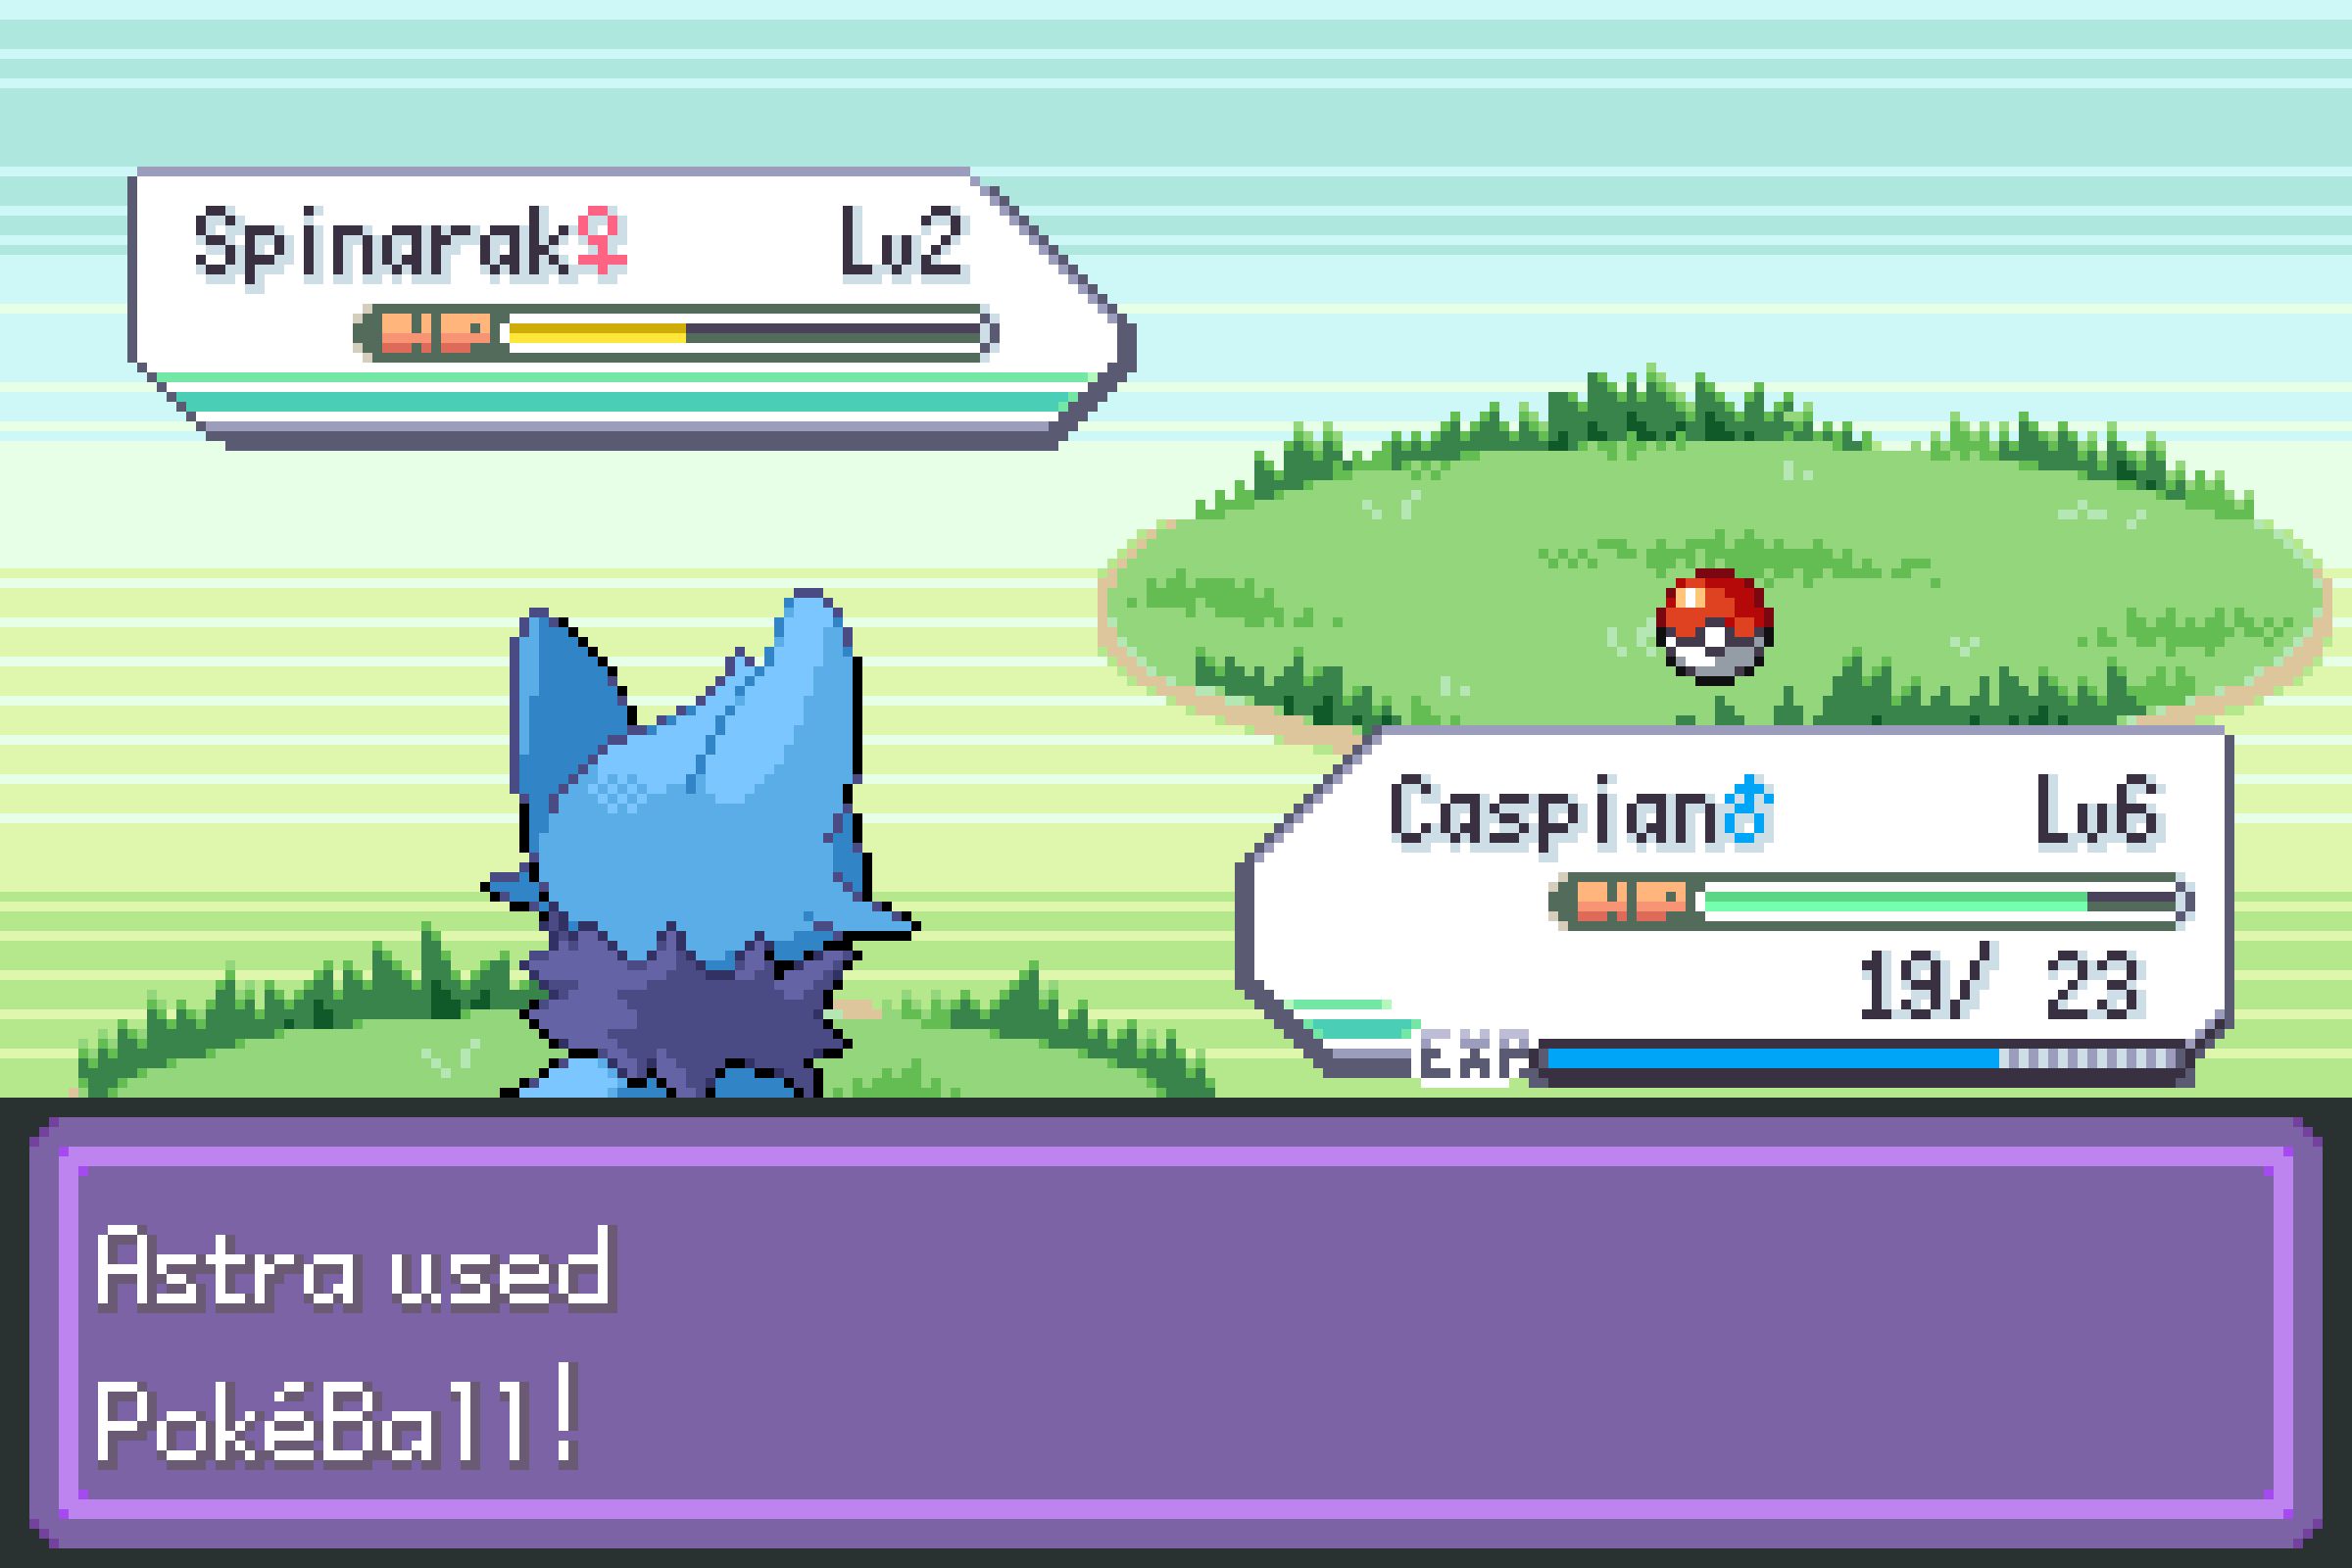 Spinarak♀ Lv2
HP
Caspian♂ Lv6
HP
19/ 23
EXP
Astra used
PokéBall!